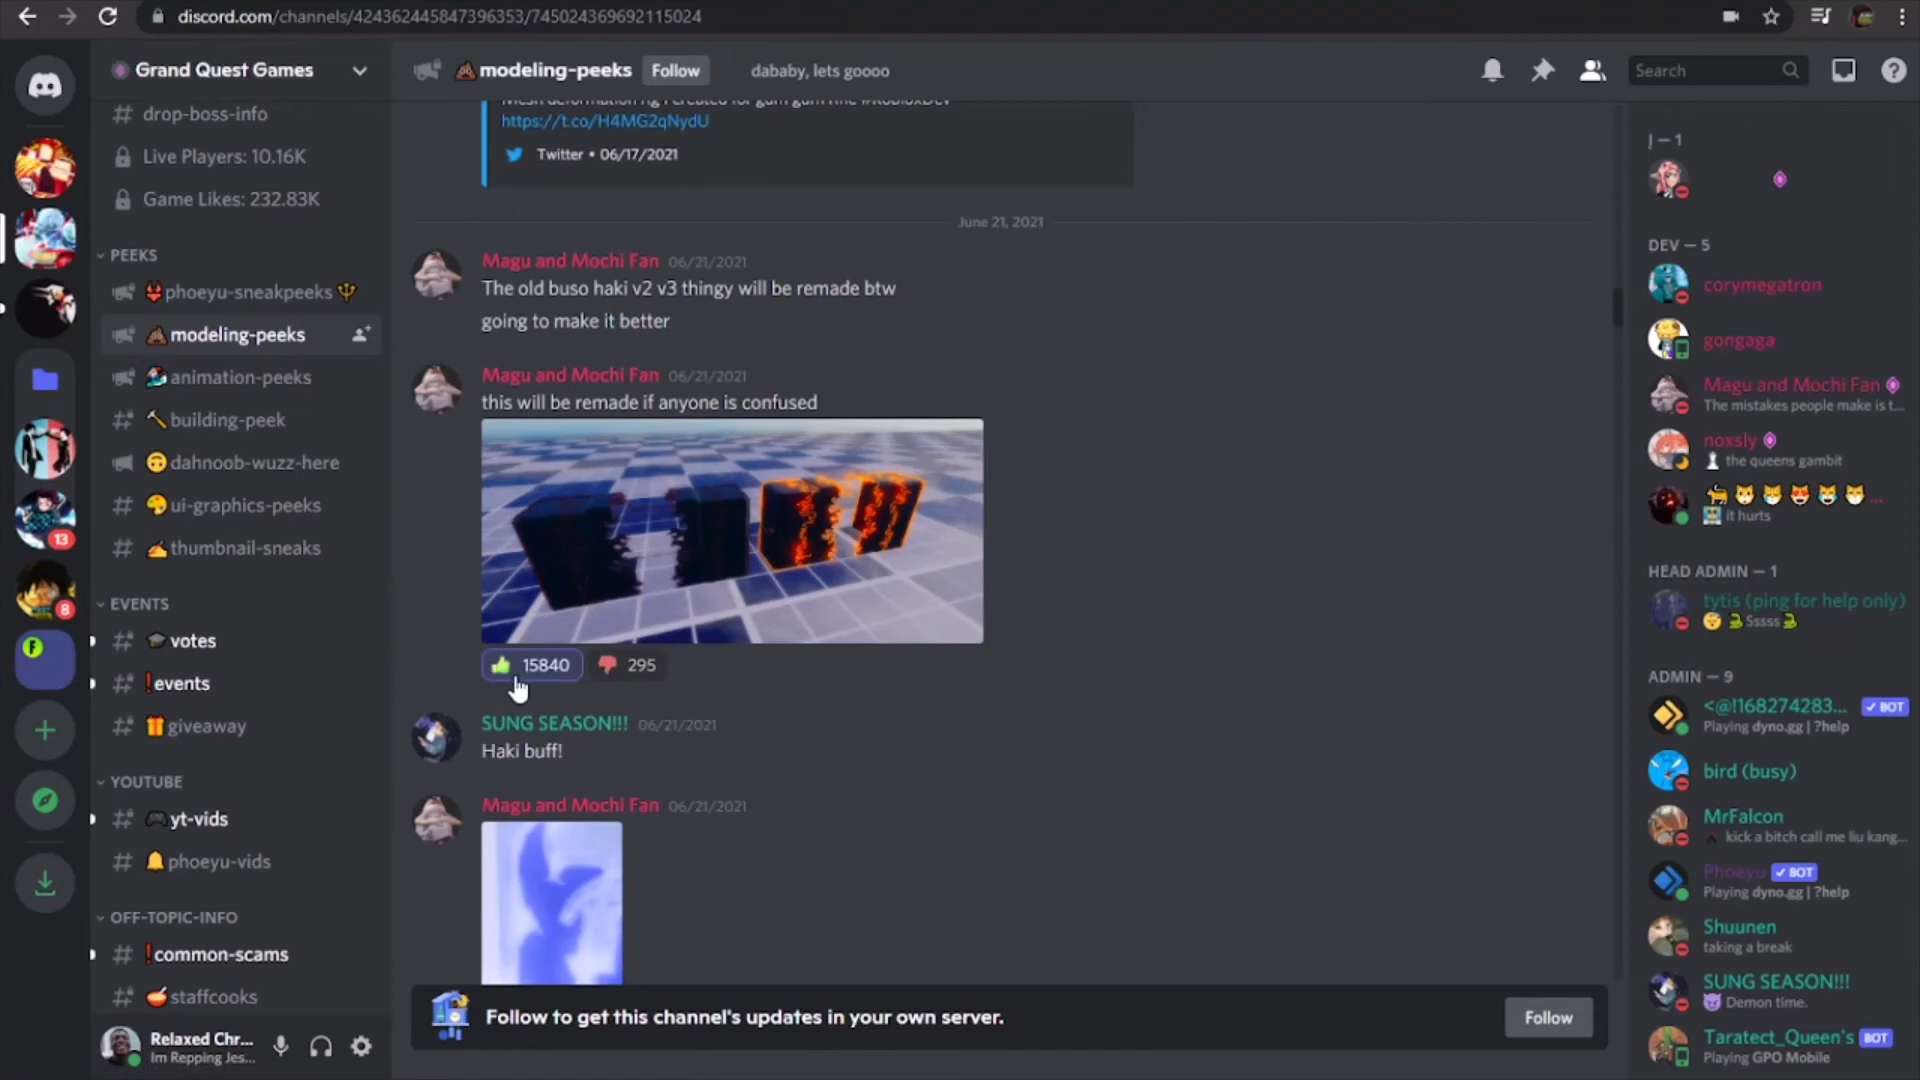 discord.com/channels/424362445847396353/745024369692115024
Grand Quest Games
modeling-peeks
Follow
dababy, lets goooo
Search
drop-boss-info
Live Players: 10.16K
Game Likes: 232.83K
PEEKS
phoeyu-sneakpeeks
modeling-peeks
animation-peeks
building-peek
dahnoob-wuzz-here
ui-graphics-peeks
thumbnail-sneaks
EVENTS
votes
events
giveaway
YOUTUBE
yt-vids
phoeyu-vids
OFF-TOPIC-INFO
common-scams
staffcooks
Relaxed Chr...
Im Repping Jes...
13
8
F
https://t.co/H4MG2qNydU
Twitter • 06/17/2021
June 21, 2021
Magu and Mochi Fan 06/21/2021
The old buso haki v2 v3 thingy will be remade btw
going to make it better
Magu and Mochi Fan 06/21/2021
this will be remade if anyone is confused
15840 295
SUNG SEASON!!! 06/21/2021
Haki buff!
Magu and Mochi Fan 06/21/2021
Follow to get this channel's updates in your own server.
Follow
J — 1
DEV — 5
corymegatron
gongaga
Magu and Mochi Fan
The mistakes people make is t...
noxsly
the queens gambit
it hurts
HEAD ADMIN — 1
tytis (ping for help only)
Sssss
ADMIN — 9
<@!168274283... BOT
Playing dyno.gg | ?help
bird (busy)
MrFalcon
kick a bitch call me liu kang...
Phoeyu BOT
Playing dyno.gg | ?help
Shuunen
taking a break
SUNG SEASON!!!
Demon time.
Taratect_Queen's BOT
Playing GPO Mobile